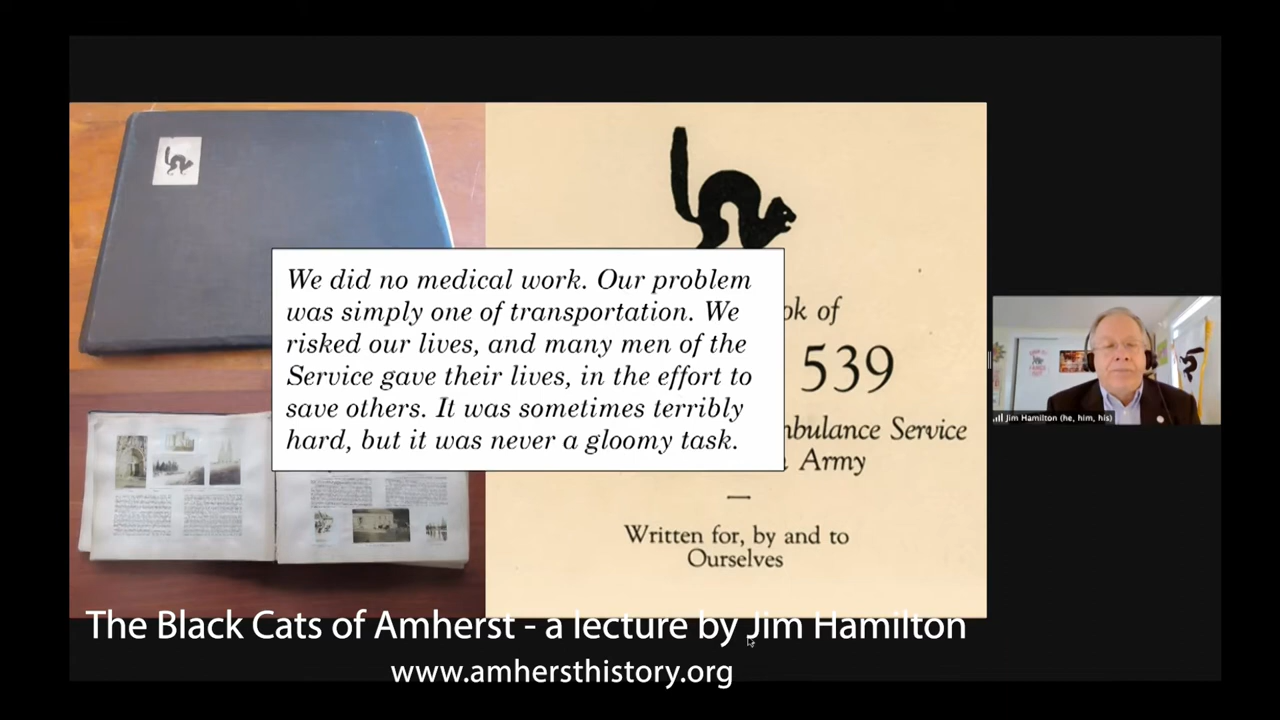 We did no medical work. Our problem
was simply one of transportation. We
risked our lives, and many men of the
Service gave their lives, in the effort to
save others. It was sometimes terribly
hard, but it was never a gloomy task.
ok of
539
bulance Service
Army
Written for, by and to
Ourselves
Jim Hamilton (he, him, his)
The Black Cats of Amherst - a lecture by Jim Hamilton
www.amhersthistory.org